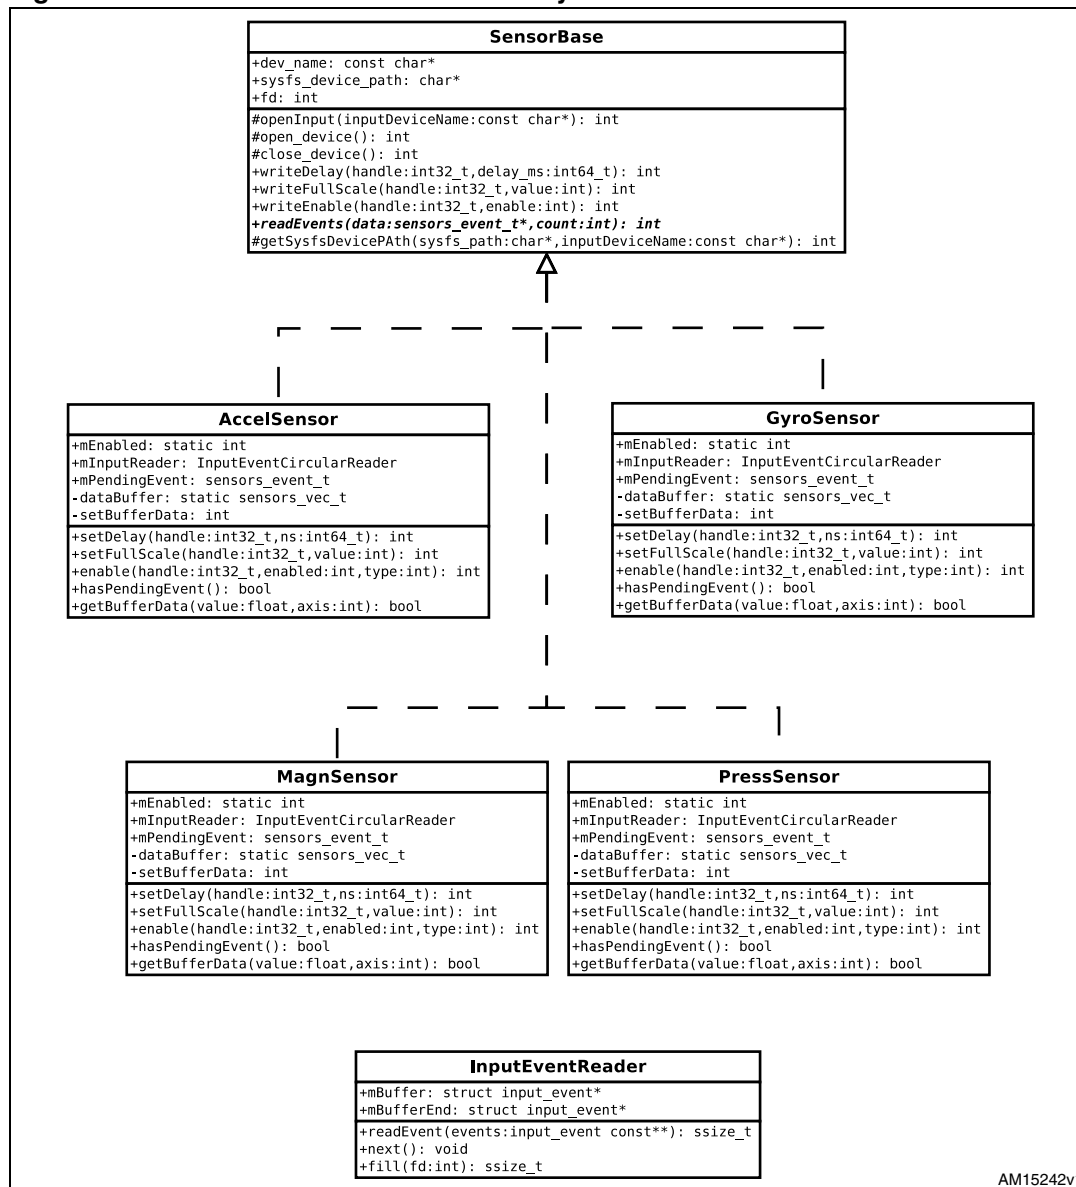 SensorBase
+dev_name: const char*
+sysfs_device_path: char*
+fd: int
#openInput(inputDeviceName:const char*): int
#open_device(): int
#close_device(): int
+writeDelay(handle:int32_t,delay_ms:int64_t): int
+writeFullScale(handle:int32_t,value:int): int
+writeEnable(handle:int32_t,enable:int): int
+readEvents(data:sensors_event_t*,count:int): int
#getSysfsDevicePAth(sysfs_path:char*,inputDeviceName:const char*): int
AccelSensor
+mEnabled: static int
+mInputReader: InputEventCircularReader
+mPendingEvent: sensors_event_t
-dataBuffer: static sensors_vec_t
-setBufferData: int
+setDelay(handle:int32_t,ns:int64_t): int
+setFullScale(handle:int32_t,value:int): int
+enable(handle:int32_t,enabled:int,type:int): int
+hasPendingEvent(): bool
+getBufferData(value:float,axis:int): bool
GyroSensor
+mEnabled: static int
+mInputReader: InputEventCircularReader
+mPendingEvent: sensors_event_t
-dataBuffer: static sensors_vec_t
-setBufferData: int
+setDelay(handle:int32_t,ns:int64_t): int
+setFullScale(handle:int32_t,value:int): int
+enable(handle:int32_t,enabled:int,type:int): int
+hasPendingEvent(): bool
+getBufferData(value:float,axis:int): bool
MagnSensor
+mEnabled: static int
+mInputReader: InputEventCircularReader
+mPendingEvent: sensors_event_t
-dataBuffer: static sensors_vec_t
-setBufferData: int
+setDelay(handle:int32_t,ns:int64_t): int
+setFullScale(handle:int32_t,value:int): int
+enable(handle:int32_t,enabled:int,type:int): int
+hasPendingEvent(): bool
+getBufferData(value:float,axis:int): bool
PressSensor
+mEnabled: static int
+mInputReader: InputEventCircularReader
+mPendingEvent: sensors_event_t
-dataBuffer: static sensors_vec_t
-setBufferData: int
+setDelay(handle:int32_t,ns:int64_t): int
+setFullScale(handle:int32_t,value:int): int
+enable(handle:int32_t,enabled:int,type:int): int
+hasPendingEvent(): bool
+getBufferData(value:float,axis:int): bool
InputEventReader
+mBuffer: struct input_event*
+mBufferEnd: struct input_event*
+readEvent(events:input_event const**): ssize_t
+next(): void
+fill(fd:int): ssize_t
AM15242v